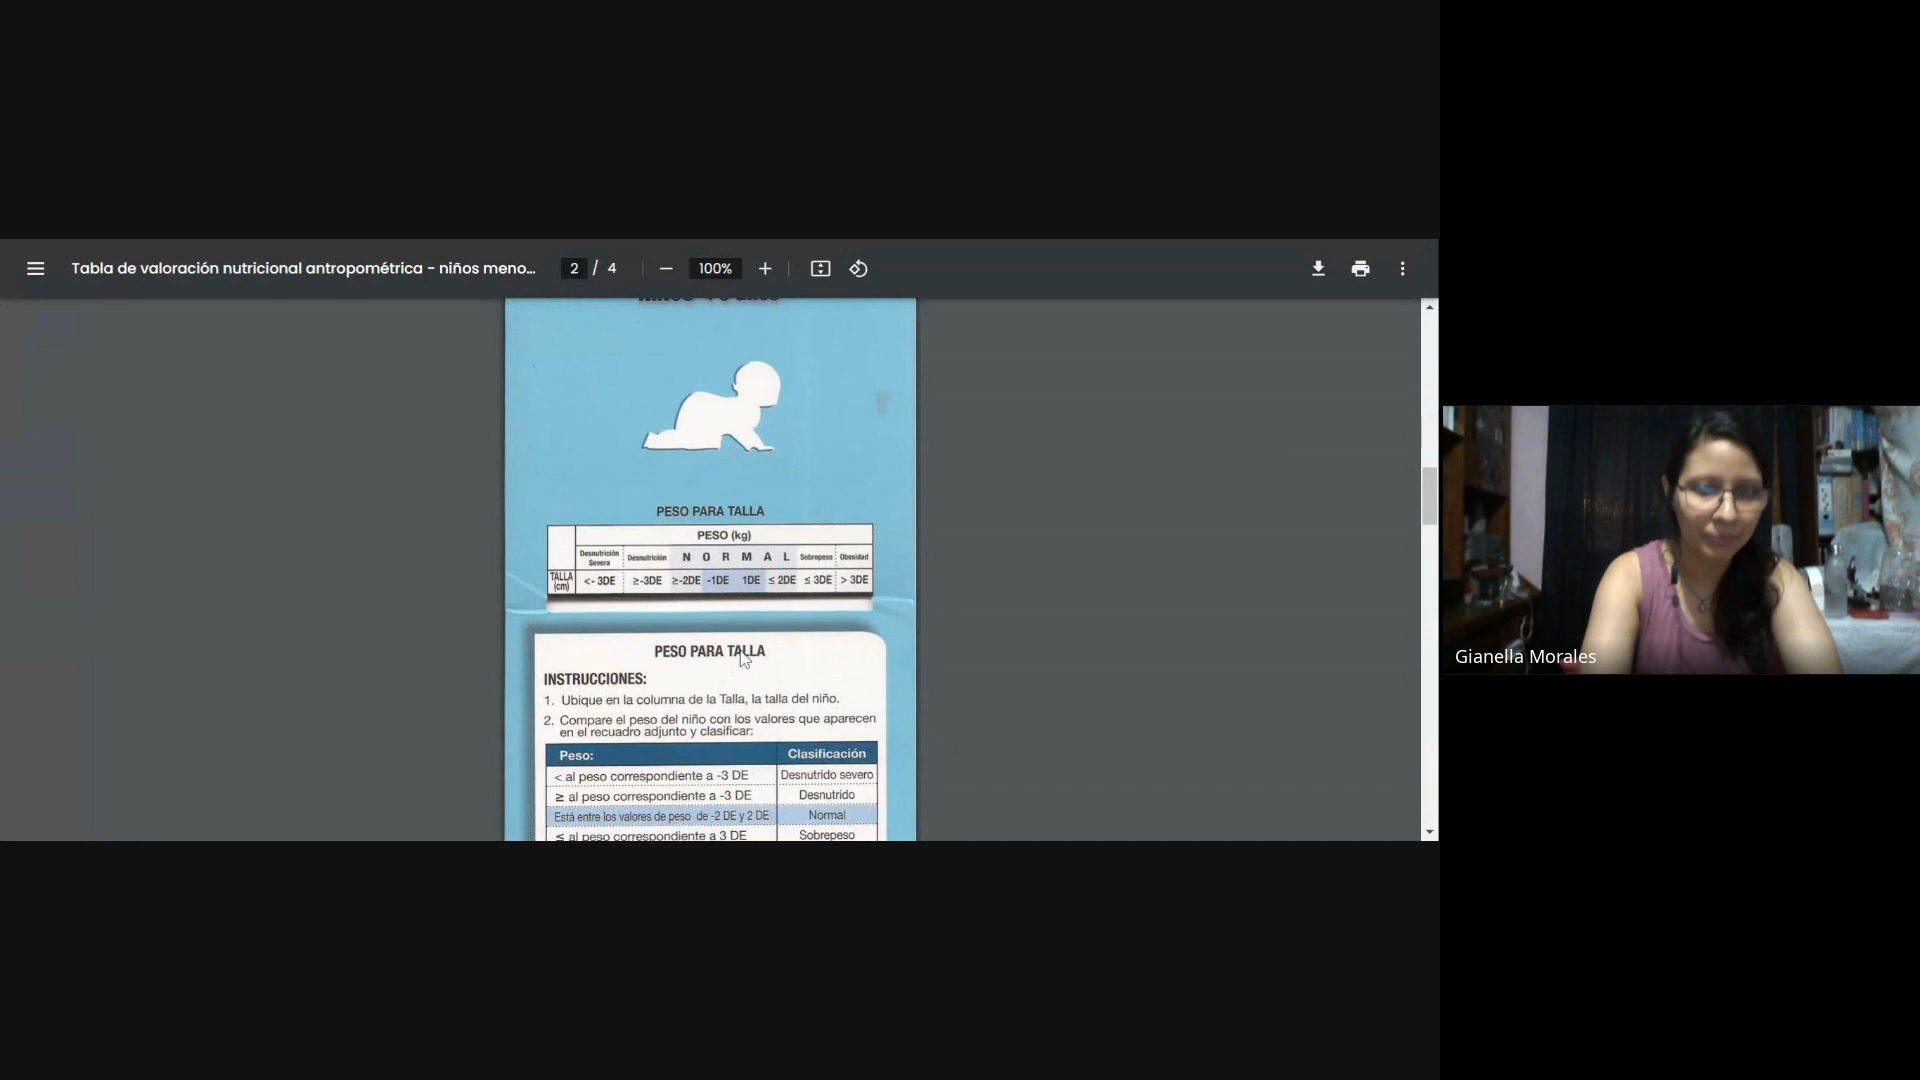 Tabla de valoración nutricional antropométrica - niños meno...
2 / 4
100%
PESO PARA TALLA
PESO (kg)
Desnutrición Severa Desnutrición N O R M A L Sobrepeso Obesidad
TALLA (cm) <- 3DE ≥-3DE ≥-2DE -1DE 1DE ≤ 2DE ≤ 3DE > 3DE
PESO PARA TALLA
INSTRUCCIONES:
1. Ubique en la columna de la Talla, la talla del niño.
2. Compare el peso del niño con los valores que aparecen
en el recuadro adjunto y clasificar:
Peso: Clasificación
< al peso correspondiente a -3 DE Desnutrido severo
≥ al peso correspondiente a -3 DE Desnutrido
Está entre los valores de peso de -2 DE y 2 DE Normal
≤ al peso correspondiente a 3 DE Sobrepeso
Gianella Morales